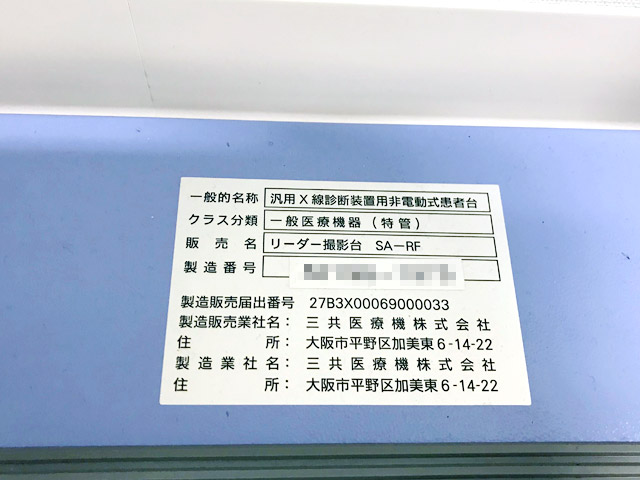 一般的名称 汎用X線診断装置用非電動式患者台
クラス分類 一般医療機器(特管)
販売名 リーダー撮影台 SA-RF
製造番号
製造販売届出番号 27B3X00069000033
製造販売業社名: 三共医療機株式会社
住所: 大阪市平野区加美東6-14-22
製造業社名: 三共医療機株式会社
住所: 大阪市平野区加美東6-14-22